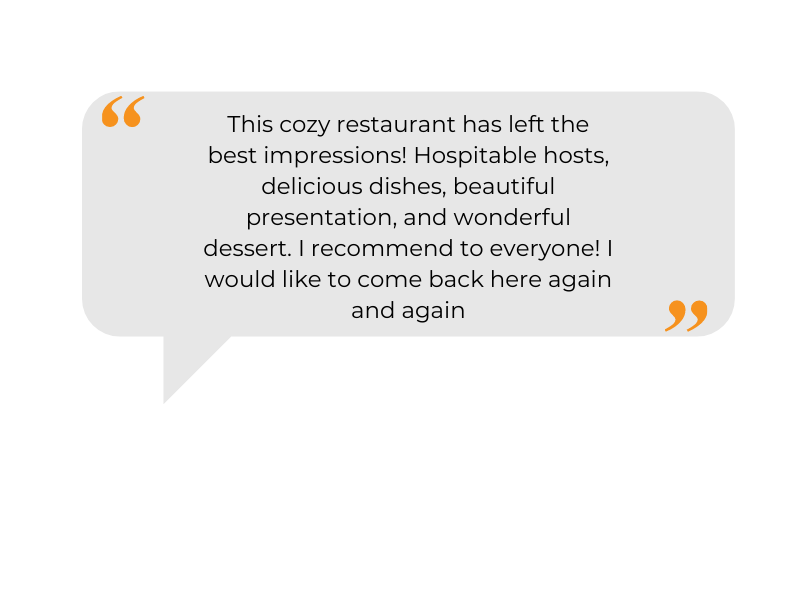 “
This cozy restaurant has left the
best impressions! Hospitable hosts,
delicious dishes, beautiful
presentation, and wonderful
dessert. I recommend to everyone! I
would like to come back here again
and again
”